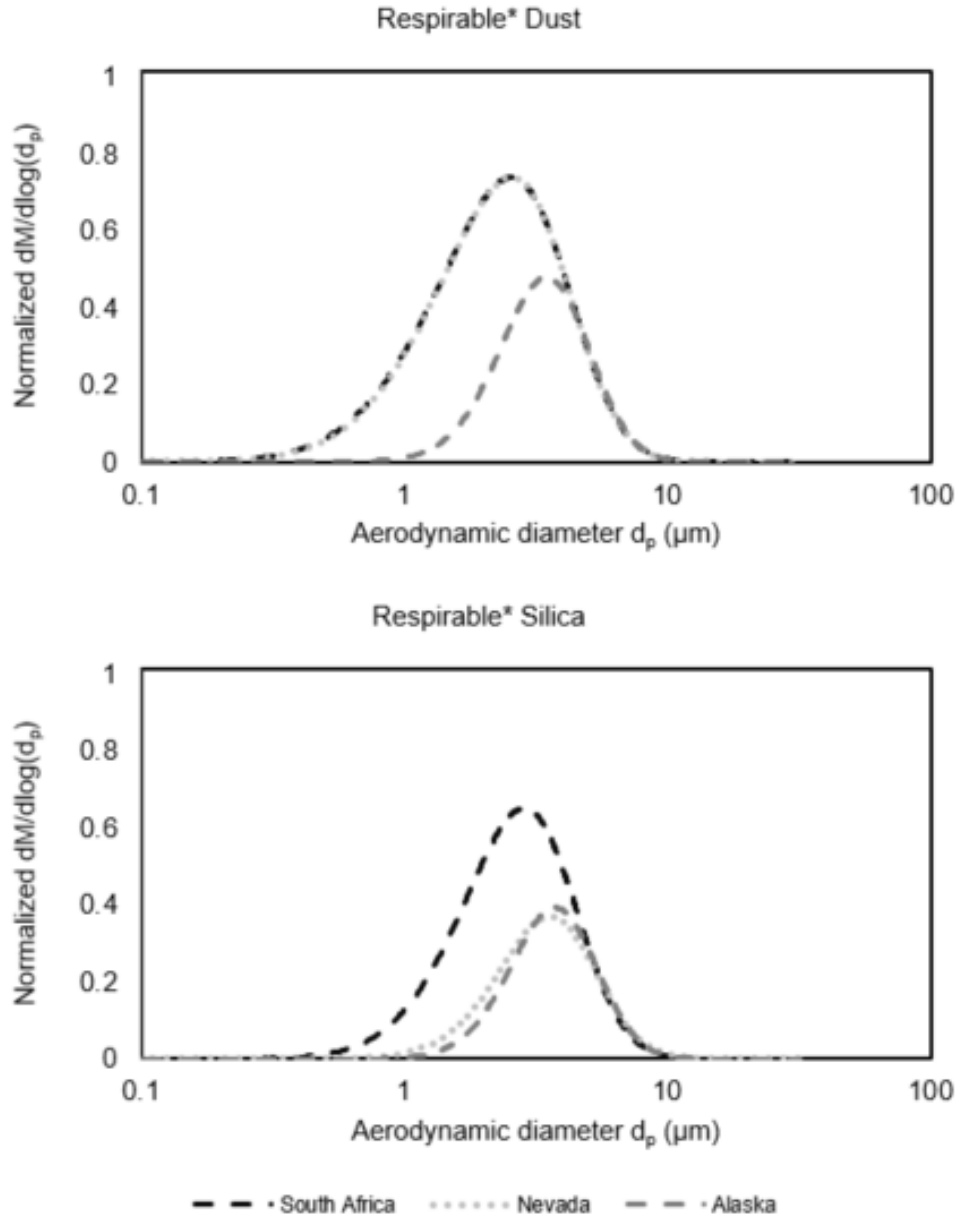 Respirable* Dust
Normalized dM/dlog(dp)
1
0.8
0.6
0.4
0.2
0
0.1 1 10 100
Aerodynamic diameter dp (µm)
Respirable* Silica
Normalized dM/dlog(dp)
1
0.8
0.6
0.4
0.2
0
0.1 1 10 100
Aerodynamic diameter dp (µm)
South Africa Nevada Alaska